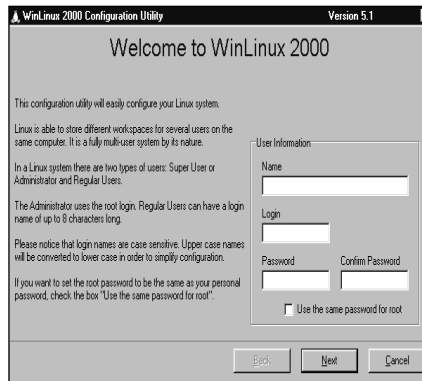 WinLinux 2000 Configuration Utility Version 5.1
Welcome to WinLinux 2000
This configuration utility will easily configure your Linux system.
Linux is able to store different workspaces for several users on the
same computer. It is a fully multi-user system by its nature.
In a Linux system there are two types of users: Super User or
Administrator and Regular Users.
The Administrator uses the root login. Regular Users can have a login
name of up to 8 characters long.
Please notice that login names are case sensitive. Upper case names
will be converted to lower case in order to simplify configuration.
If you want to set the root password to be the same as your personal
password, check the box "Use the same password for root".
User Information
Name
Login
Password Confirm Password
Use the same password for root
Back Next Cancel